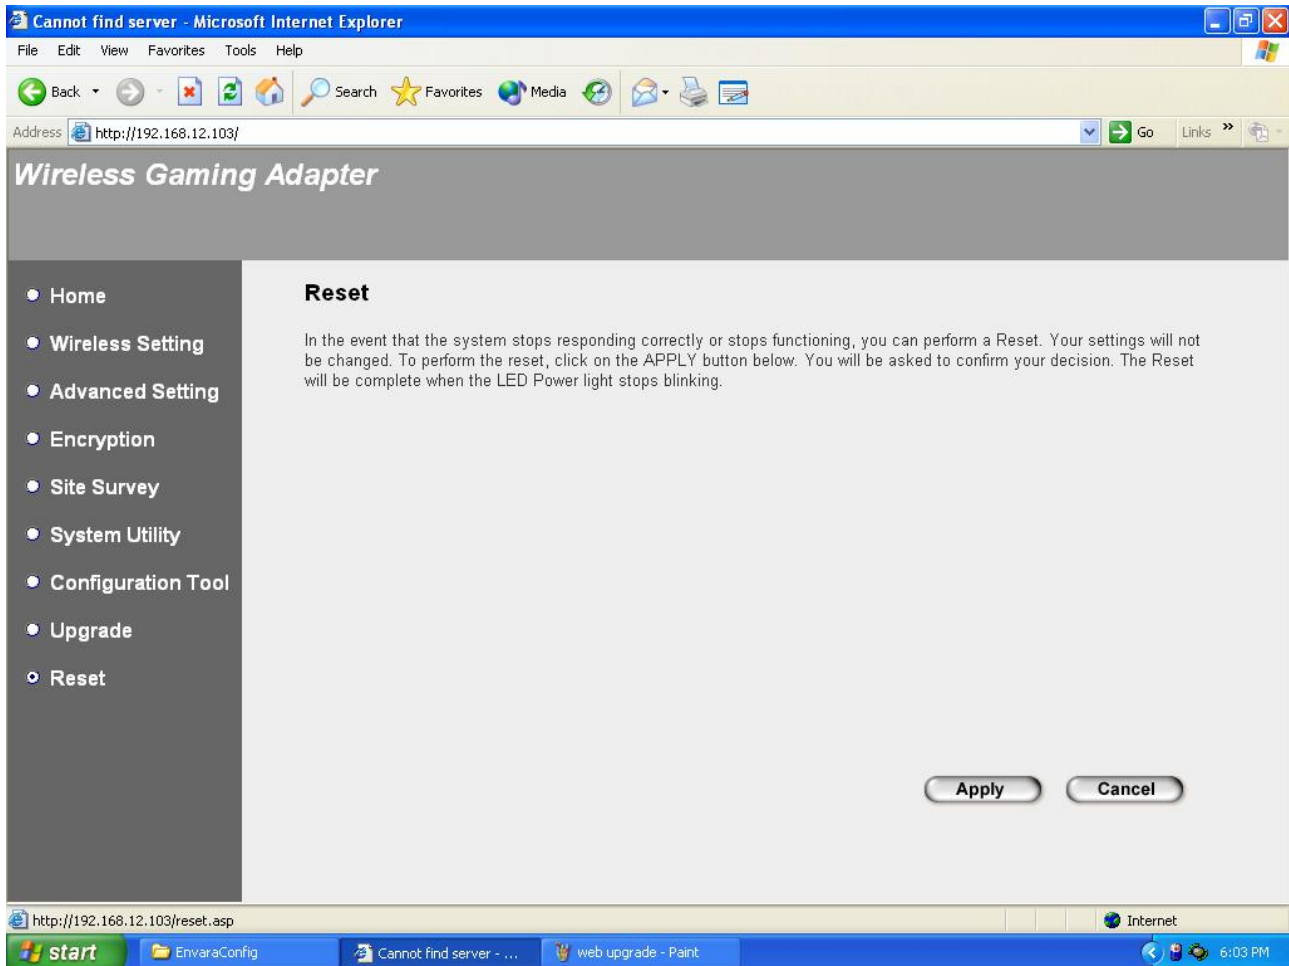 Cannot find server - Microsoft Internet Explorer
File Edit View Favorites Tools Help
Back Search Favorites Media
Address http://192.168.12.103/ Go Links »
Wireless Gaming Adapter
Home
Wireless Setting
Advanced Setting
Encryption
Site Survey
System Utility
Configuration Tool
Upgrade
Reset
Reset
In the event that the system stops responding correctly or stops functioning, you can perform a Reset. Your settings will not
be changed. To perform the reset, click on the APPLY button below. You will be asked to confirm your decision. The Reset
will be complete when the LED Power light stops blinking.
Apply Cancel
http://192.168.12.103/reset.asp Internet
start EnvaraConfig Cannot find server - ... web upgrade - Paint 6:03 PM